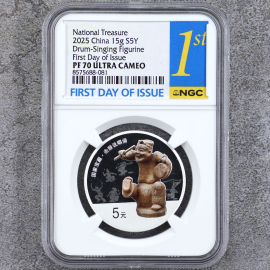 National Treasure
2025 China 15g S5Y
Drum-Singing Figurine
First Day of Issue
PF 70 ULTRA CAMEO
8575688-081
1st
NGC
FIRST DAY OF ISSUE
5元